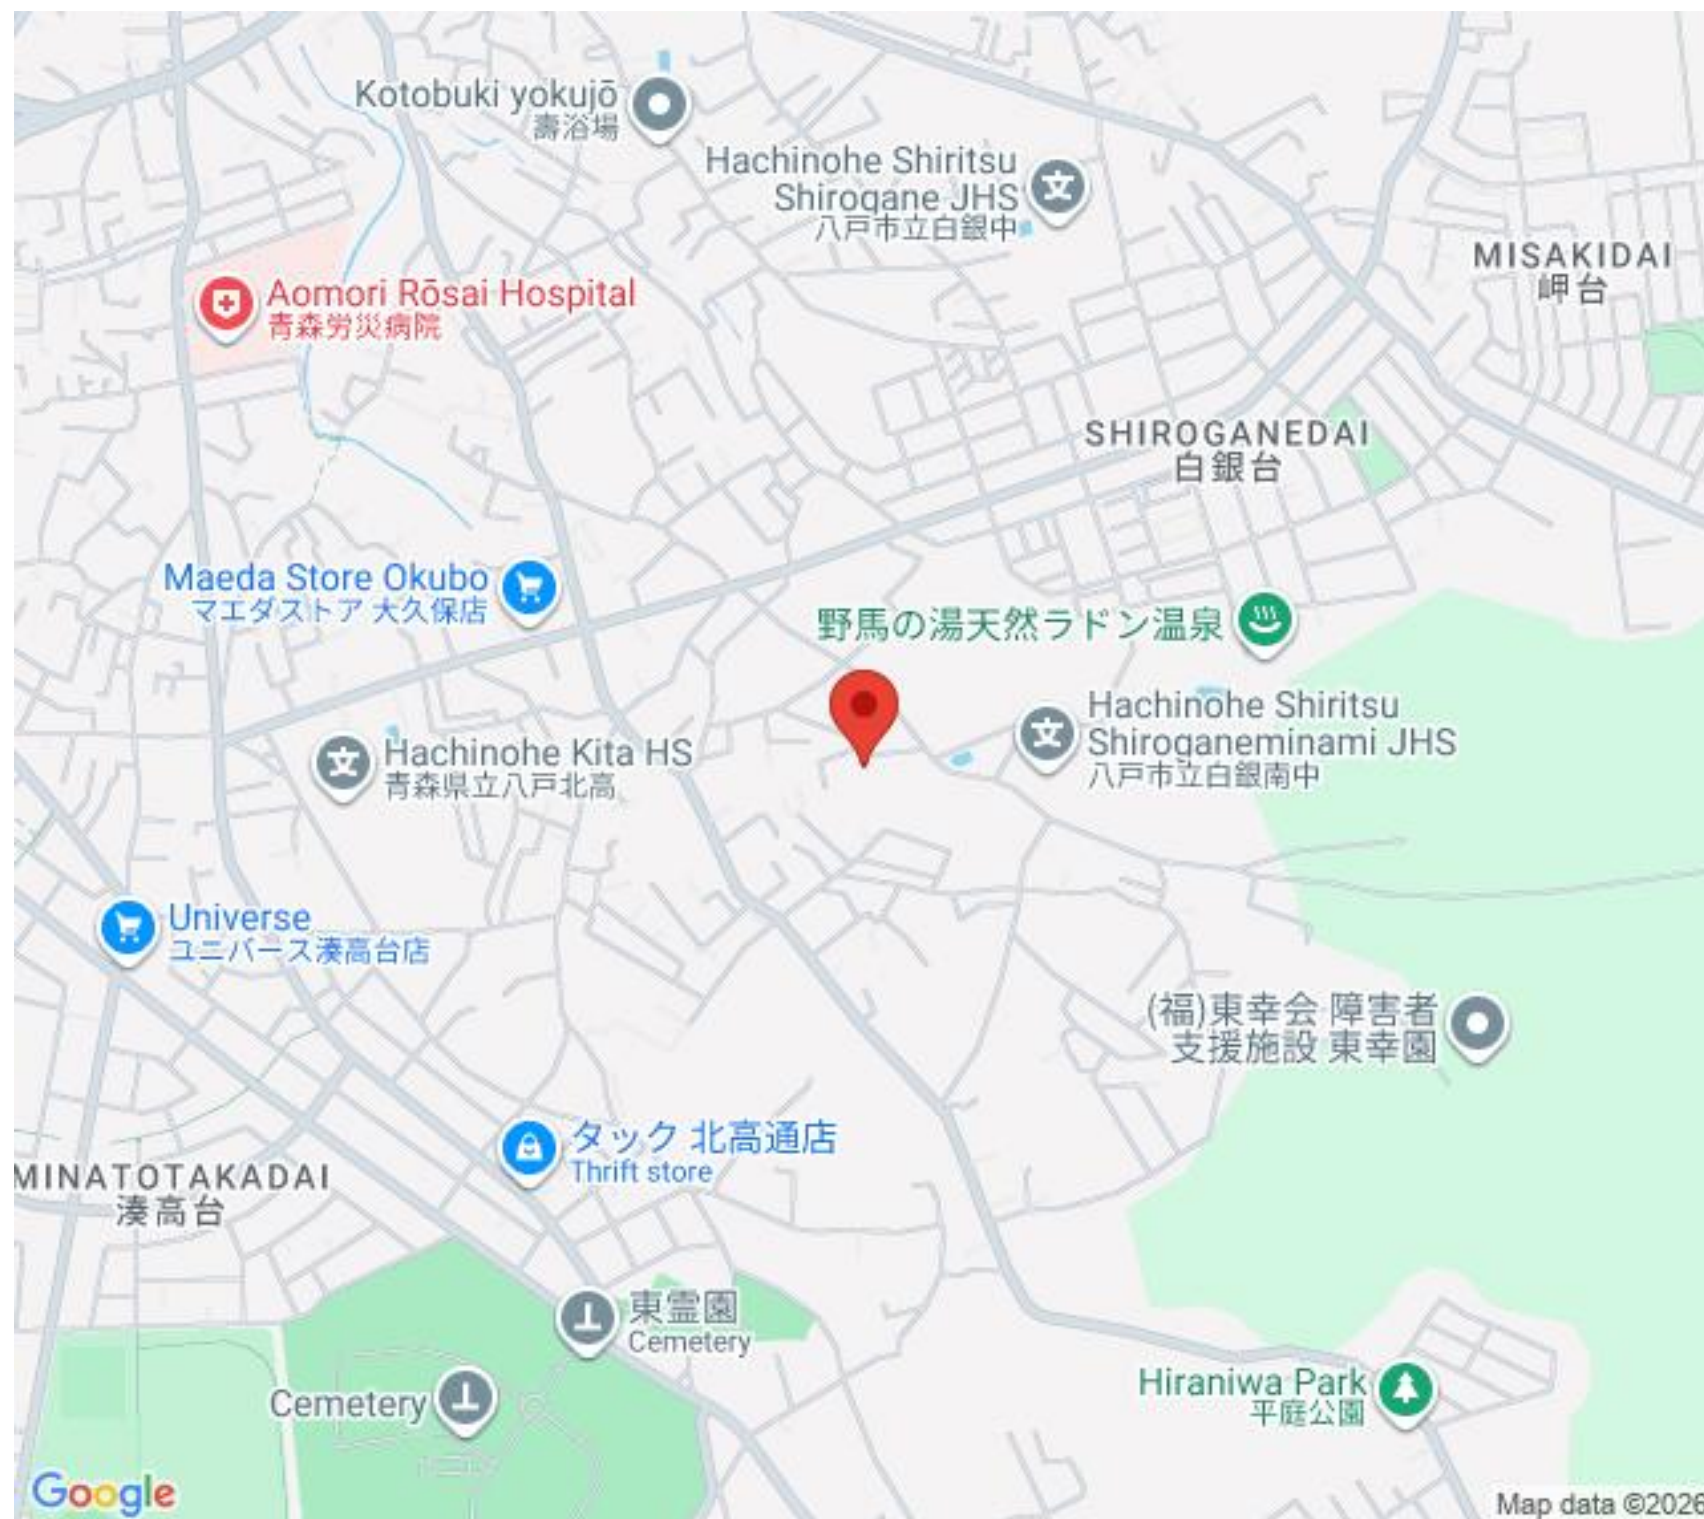 Kotobuki yokujō
壽浴場
Hachinohe Shiritsu
Shirogane JHS
八戸市立白銀中
MISAKIDAI
岬台
Aomori Rōsai Hospital
青森労災病院
SHIROGANEDAI
白銀台
Maeda Store Okubo
マエダストア 大久保店
野馬の湯天然ラドン温泉
Hachinohe Shiritsu
Shiroganeminami JHS
八戸市立白銀南中
Hachinohe Kita HS
青森県立八戸北高
Universe
ユニバース湊高台店
(福)東幸会 障害者
支援施設 東幸園
タック 北高通店
Thrift store
MINATOTAKADAI
湊高台
東霊園
Cemetery
Cemetery
Hiraniwa Park
平庭公園
Google
Map data ©2026